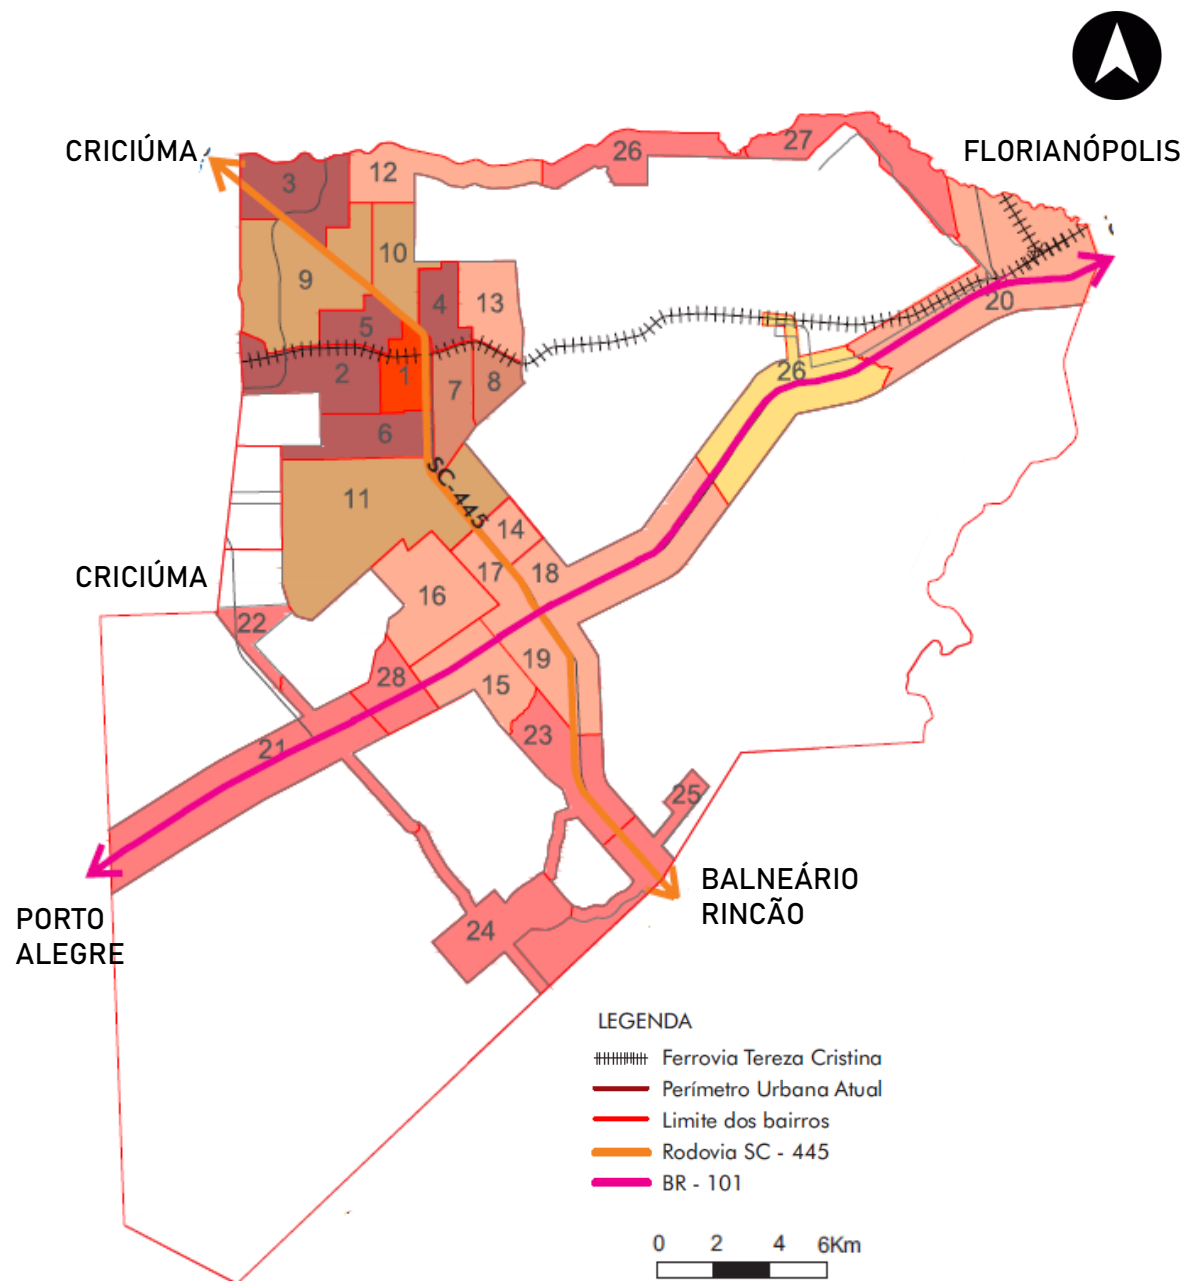 CRICIÚMA
FLORIANÓPOLIS
26
27
3
12
10
9
4
13
5
20
2
1
7
8
26
6
SC-445
11
14
17
18
CRICIÚMA
16
22
19
28
15
23
21
25
BALNEÁRIO
RINCÃO
PORTO
ALEGRE
24
LEGENDA
Ferrovia Tereza Cristina
Perímetro Urbana Atual
Limite dos bairros
Rodovia SC - 445
BR - 101
0 2 4 6Km